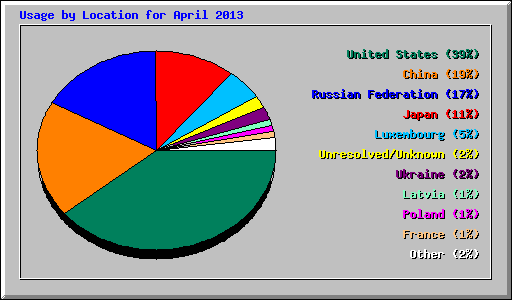 Usage by Location for April 2013
United States (39%)
China (19%)
Russian Federation (17%)
Japan (11%)
Luxembourg (5%)
Unresolved/Unknown (2%)
Ukraine (2%)
Latvia (1%)
Poland (1%)
France (1%)
Other (2%)